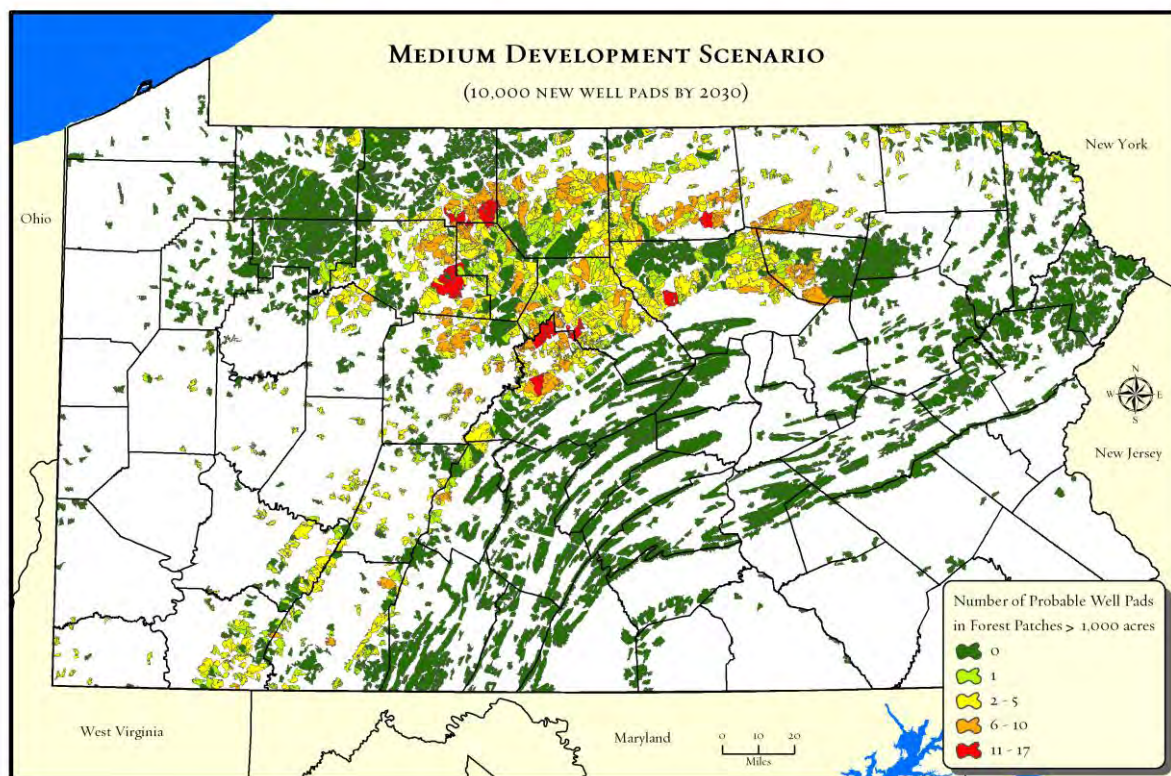 MEDIUM DEVELOPMENT SCENARIO
(10,000 NEW WELL PADS BY 2030)
New York
Ohio
N
W E
S
New Jersey
Number of Probable Well Pads
in Forest Patches > 1,000 acres
0
1
2 - 5
6 - 10
11 - 17
West Virginia
Maryland
0 10 20
Miles